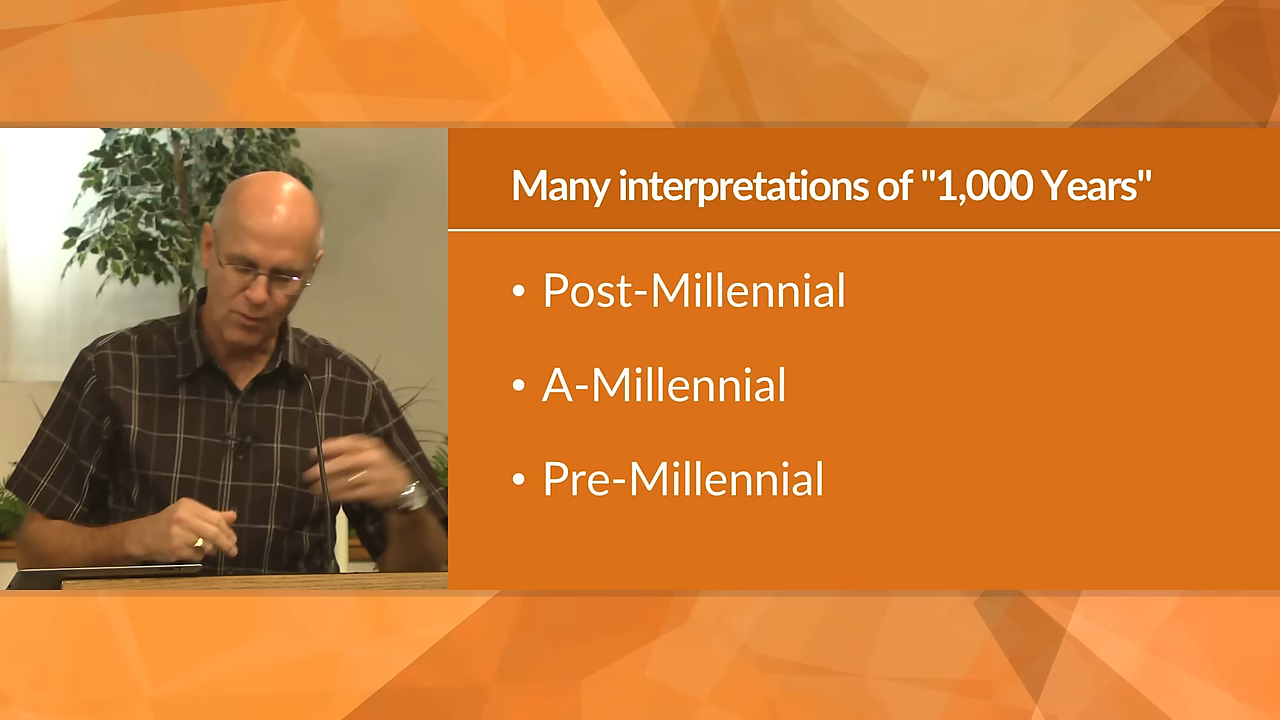 Many interpretations of "1,000 Years"
• Post-Millennial
• A-Millennial
• Pre-Millennial